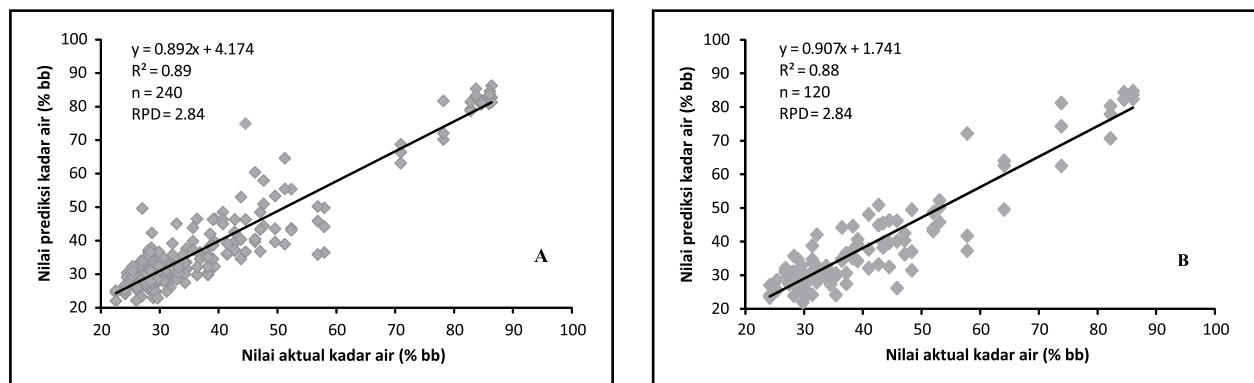 y = 0.892x + 4.174
R² = 0.89
n = 240
RPD = 2.84
Nilai prediksi kadar air (% bb)
100
90
80
70
60
50
40
30
20
20 30 40 50 60 70 80 90 100
Nilai aktual kadar air (% bb)
A
y = 0.907x + 1.741
R² = 0.88
n = 120
RPD = 2.84
Nilai prediksi kadar air (% bb)
100
90
80
70
60
50
40
30
20
20 30 40 50 60 70 80 90 100
Nilai aktual kadar air (% bb)
B